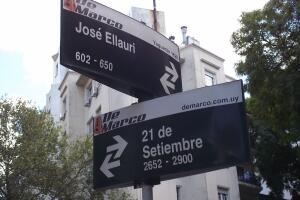 De
Marco
José Ellauri
602 - 650
De
Marco
demarco.com.uy
21 de
Setiembre
2652 - 2900